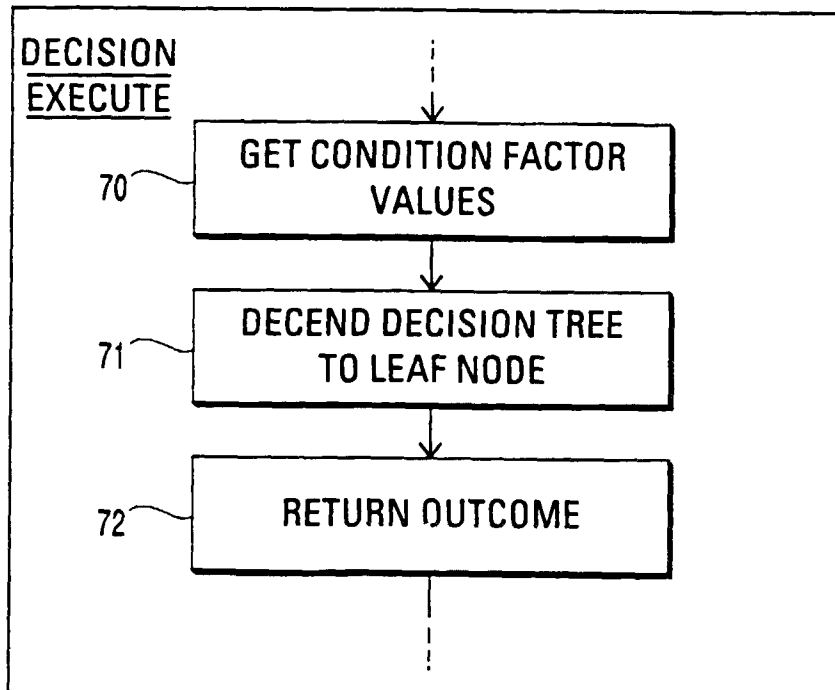 DECISION
EXECUTE
70
GET CONDITION FACTOR
VALUES
71
DECEND DECISION TREE
TO LEAF NODE
72
RETURN OUTCOME